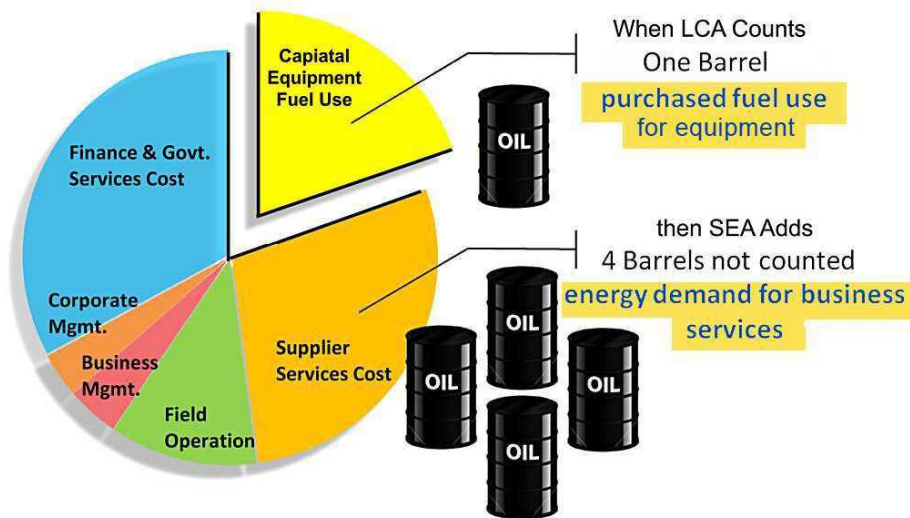 Capiatal
Equipment
Fuel Use
When LCA Counts
One Barrel
purchased fuel use
for equipment
OIL
Finance & Govt.
Services Cost
then SEA Adds
4 Barrels not counted
energy demand for business
services
Corporate
Mgmt.
Business
Mgmt.
Field
Operation
Supplier
Services Cost
OIL
OIL
OIL
OIL